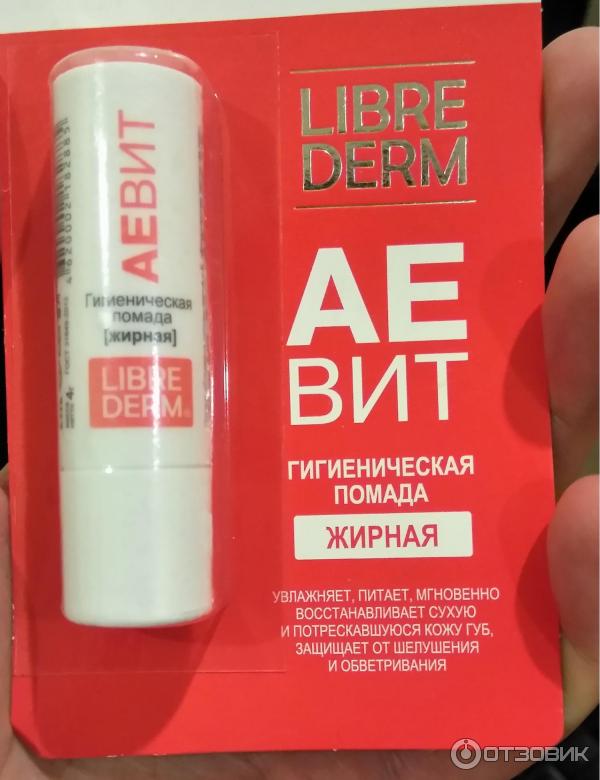 LIBRE
DERM
АЕ
ВИТ
ГИГИЕНИЧЕСКАЯ
ПОМАДА
ЖИРНАЯ
УВЛАЖНЯЕТ, ПИТАЕТ, МГНОВЕННО
ВОССТАНАВЛИВАЕТ СУХУЮ
И ПОТРЕСКАВШУЮСЯ КОЖУ ГУБ,
ЗАЩИЩАЕТ ОТ ШЕЛУШЕНИЯ
И ОБВЕТРИВАНИЯ
АЕВИТ
Гигиеническая
помада
[жирная]
LIBRE
DERM®
4г
ОТЗОВИК